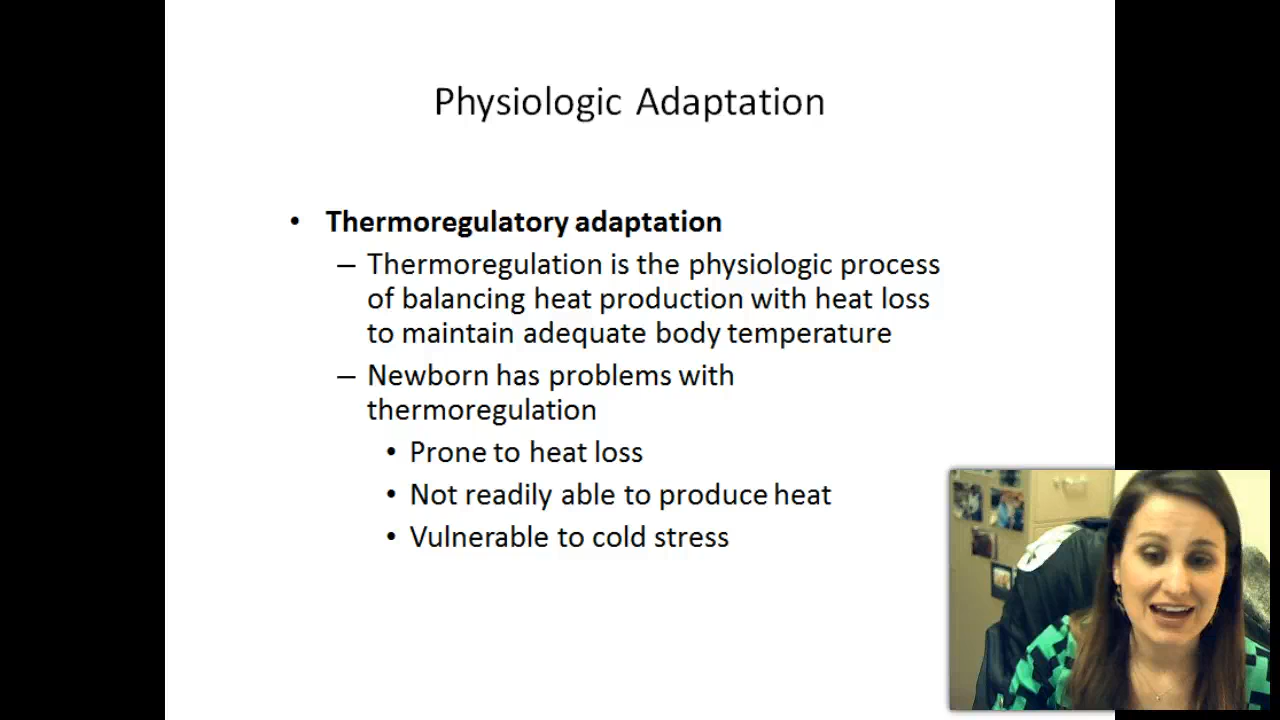 Physiologic Adaptation
• Thermoregulatory adaptation
– Thermoregulation is the physiologic process
of balancing heat production with heat loss
to maintain adequate body temperature
– Newborn has problems with
thermoregulation
• Prone to heat loss
• Not readily able to produce heat
• Vulnerable to cold stress